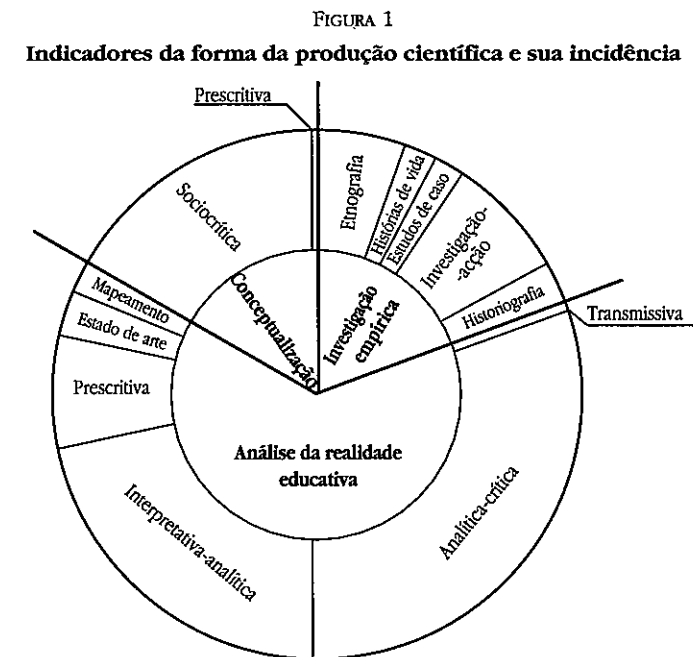 FIGURA 1
Indicadores da forma da produção científica e sua incidência
Prescritiva
Sociocrítica
Etnografia
Histórias de vida
Estudos de caso
Investigação-
-acção
Historiografia
Transmissiva
Mapeamento
Estado de arte
Prescritiva
Conceptualização
Investigação
empírica
Análise da realidade
educativa
Interpretativa-analítica
Analítica-crítica